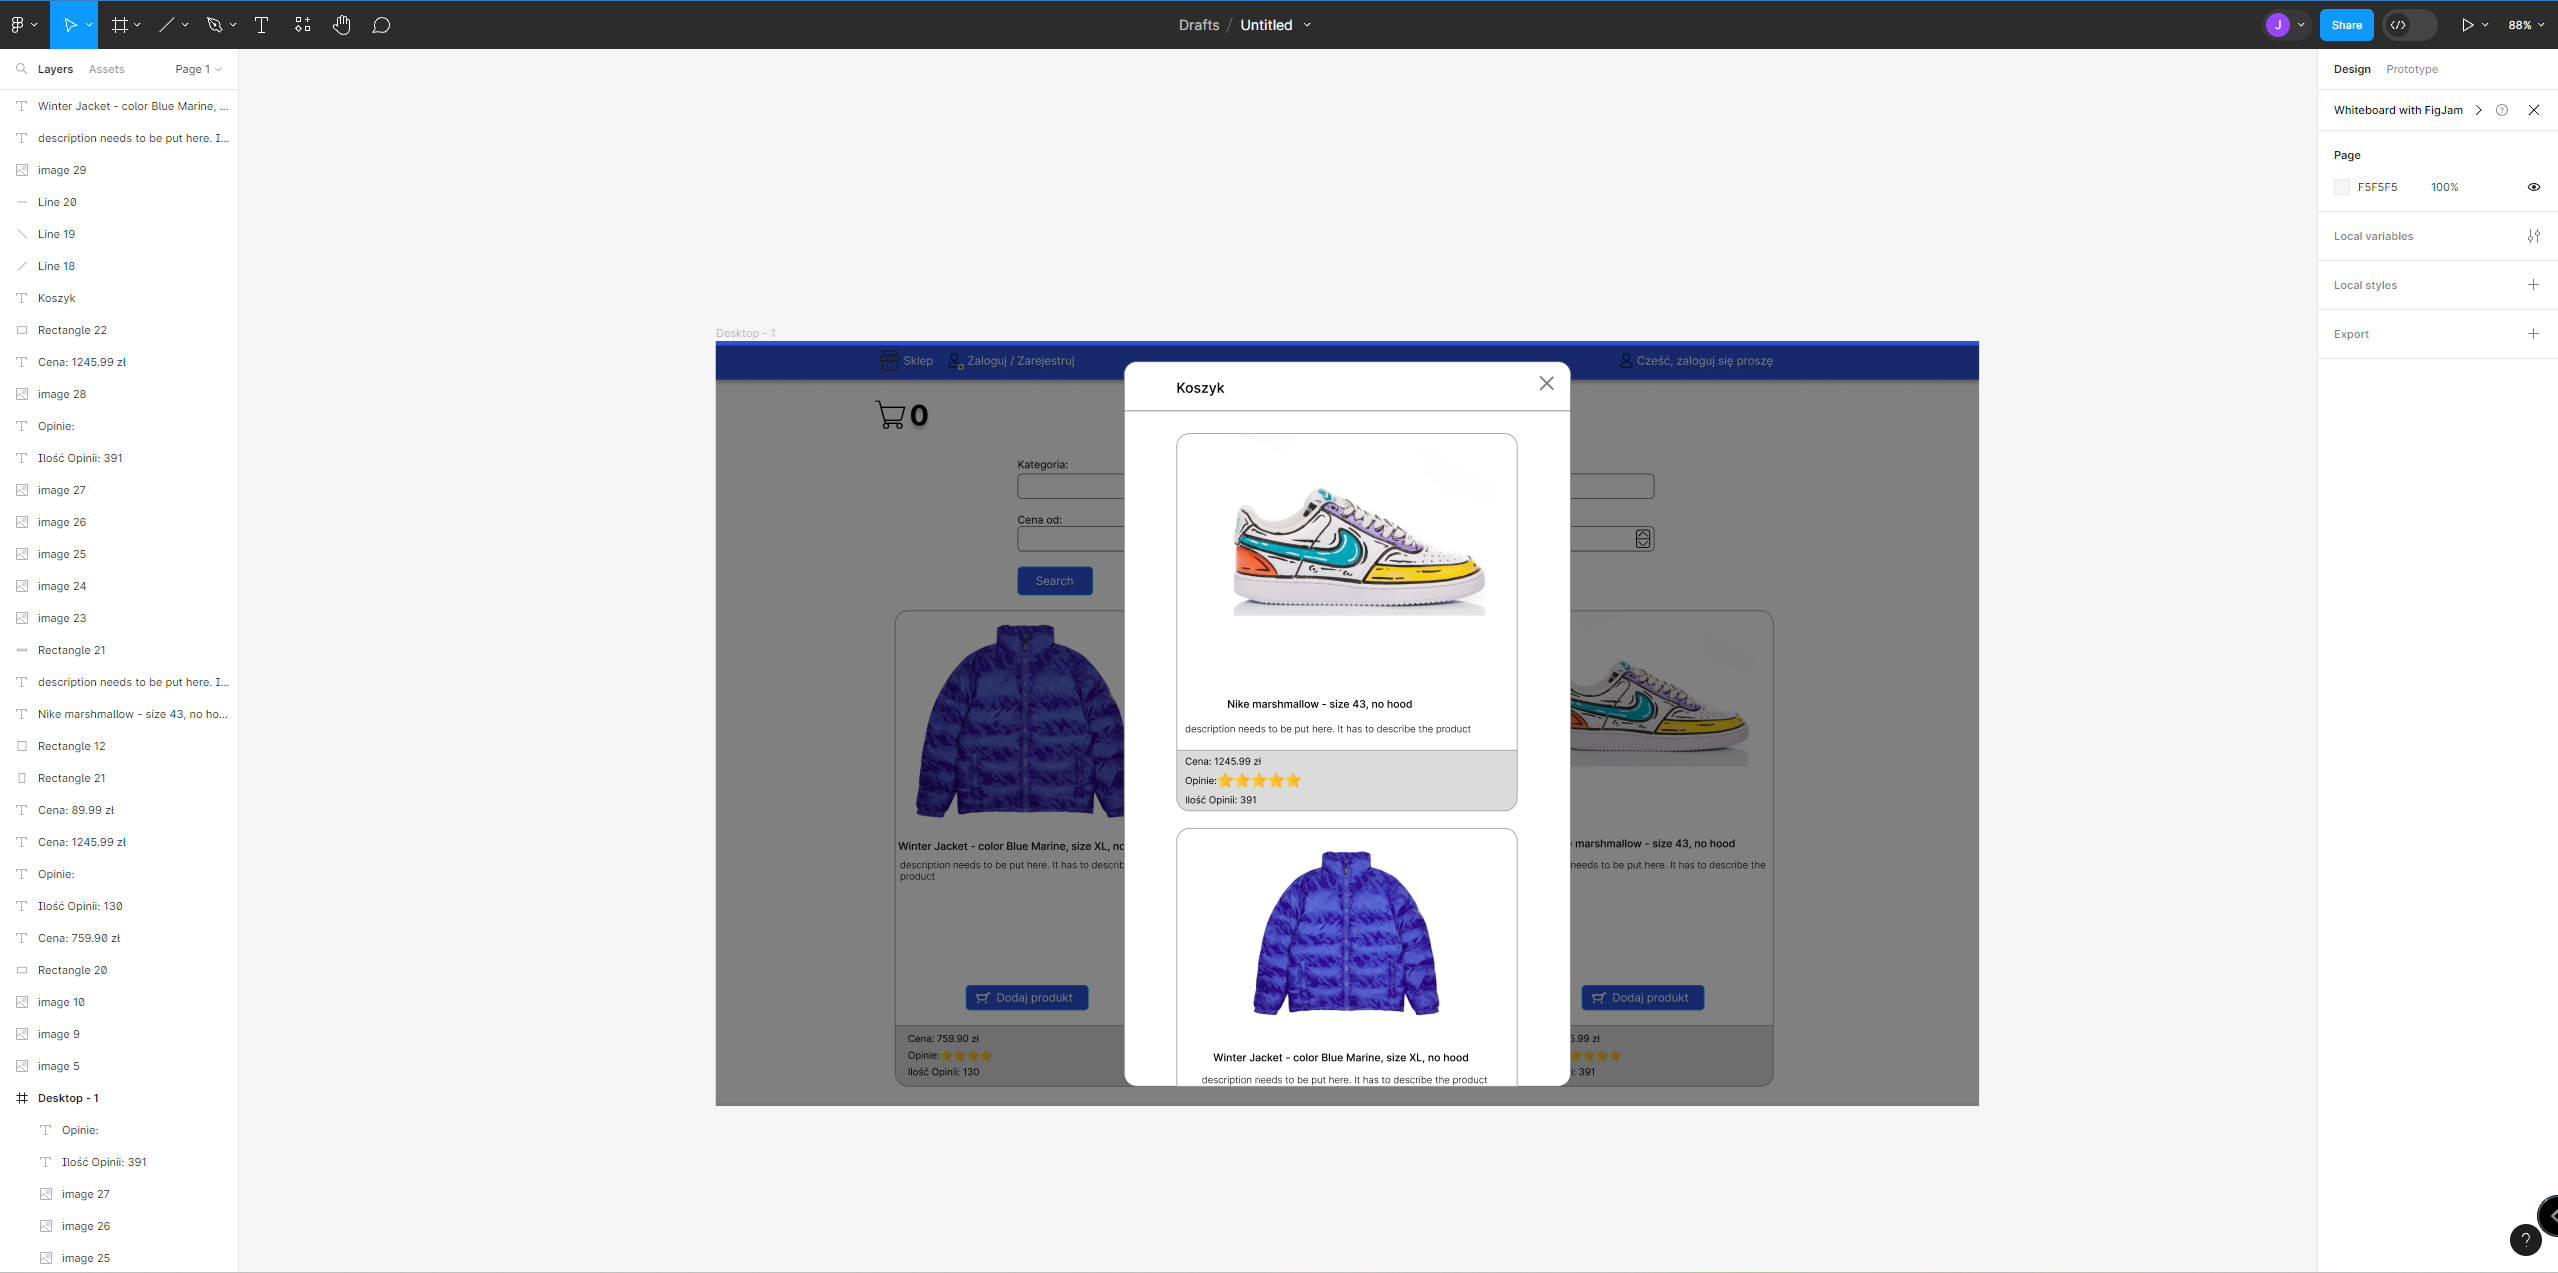 Drafts / Untitled
J
Share
88%
Layers
Assets
Page 1
Winter Jacket - color Blue Marine, ...
description needs to be put here. I...
image 29
Line 20
Line 19
Line 18
Koszyk
Rectangle 22
Cena: 1245.99 zł
image 28
Opinie:
Ilość Opinii: 391
image 27
image 26
image 25
image 24
image 23
Rectangle 21
description needs to be put here. I...
Nike marshmallow - size 43, no ho...
Rectangle 12
Rectangle 21
Cena: 89.99 zł
Cena: 1245.99 zł
Opinie:
Ilość Opinii: 130
Cena: 759.90 zł
Rectangle 20
image 10
image 9
image 5
Desktop - 1
Opinie:
Ilość Opinii: 391
image 27
image 26
image 25
Desktop - 1
Sklep
Zaloguj / Zarejestruj
Cześć, zaloguj się proszę
0
Kategoria:
Cena od:
Search
Winter Jacket - color Blue Marine, size XL, no
description needs to be put here. It has to describ
product
Dodaj produkt
Cena: 759.90 zł
Opinie:
Ilość Opinii: 130
Koszyk
Nike marshmallow - size 43, no hood
description needs to be put here. It has to describe the product
Cena: 1245.99 zł
Opinie:
Ilość Opinii: 391
Winter Jacket - color Blue Marine, size XL, no hood
description needs to be put here. It has to describe the product
marshmallow - size 43, no hood
needs to be put here. It has to describe the
Dodaj produkt
5.99 zł
i: 391
Design
Prototype
Whiteboard with FigJam
?
Page
F5F5F5
100%
Local variables
Local styles
Export
?